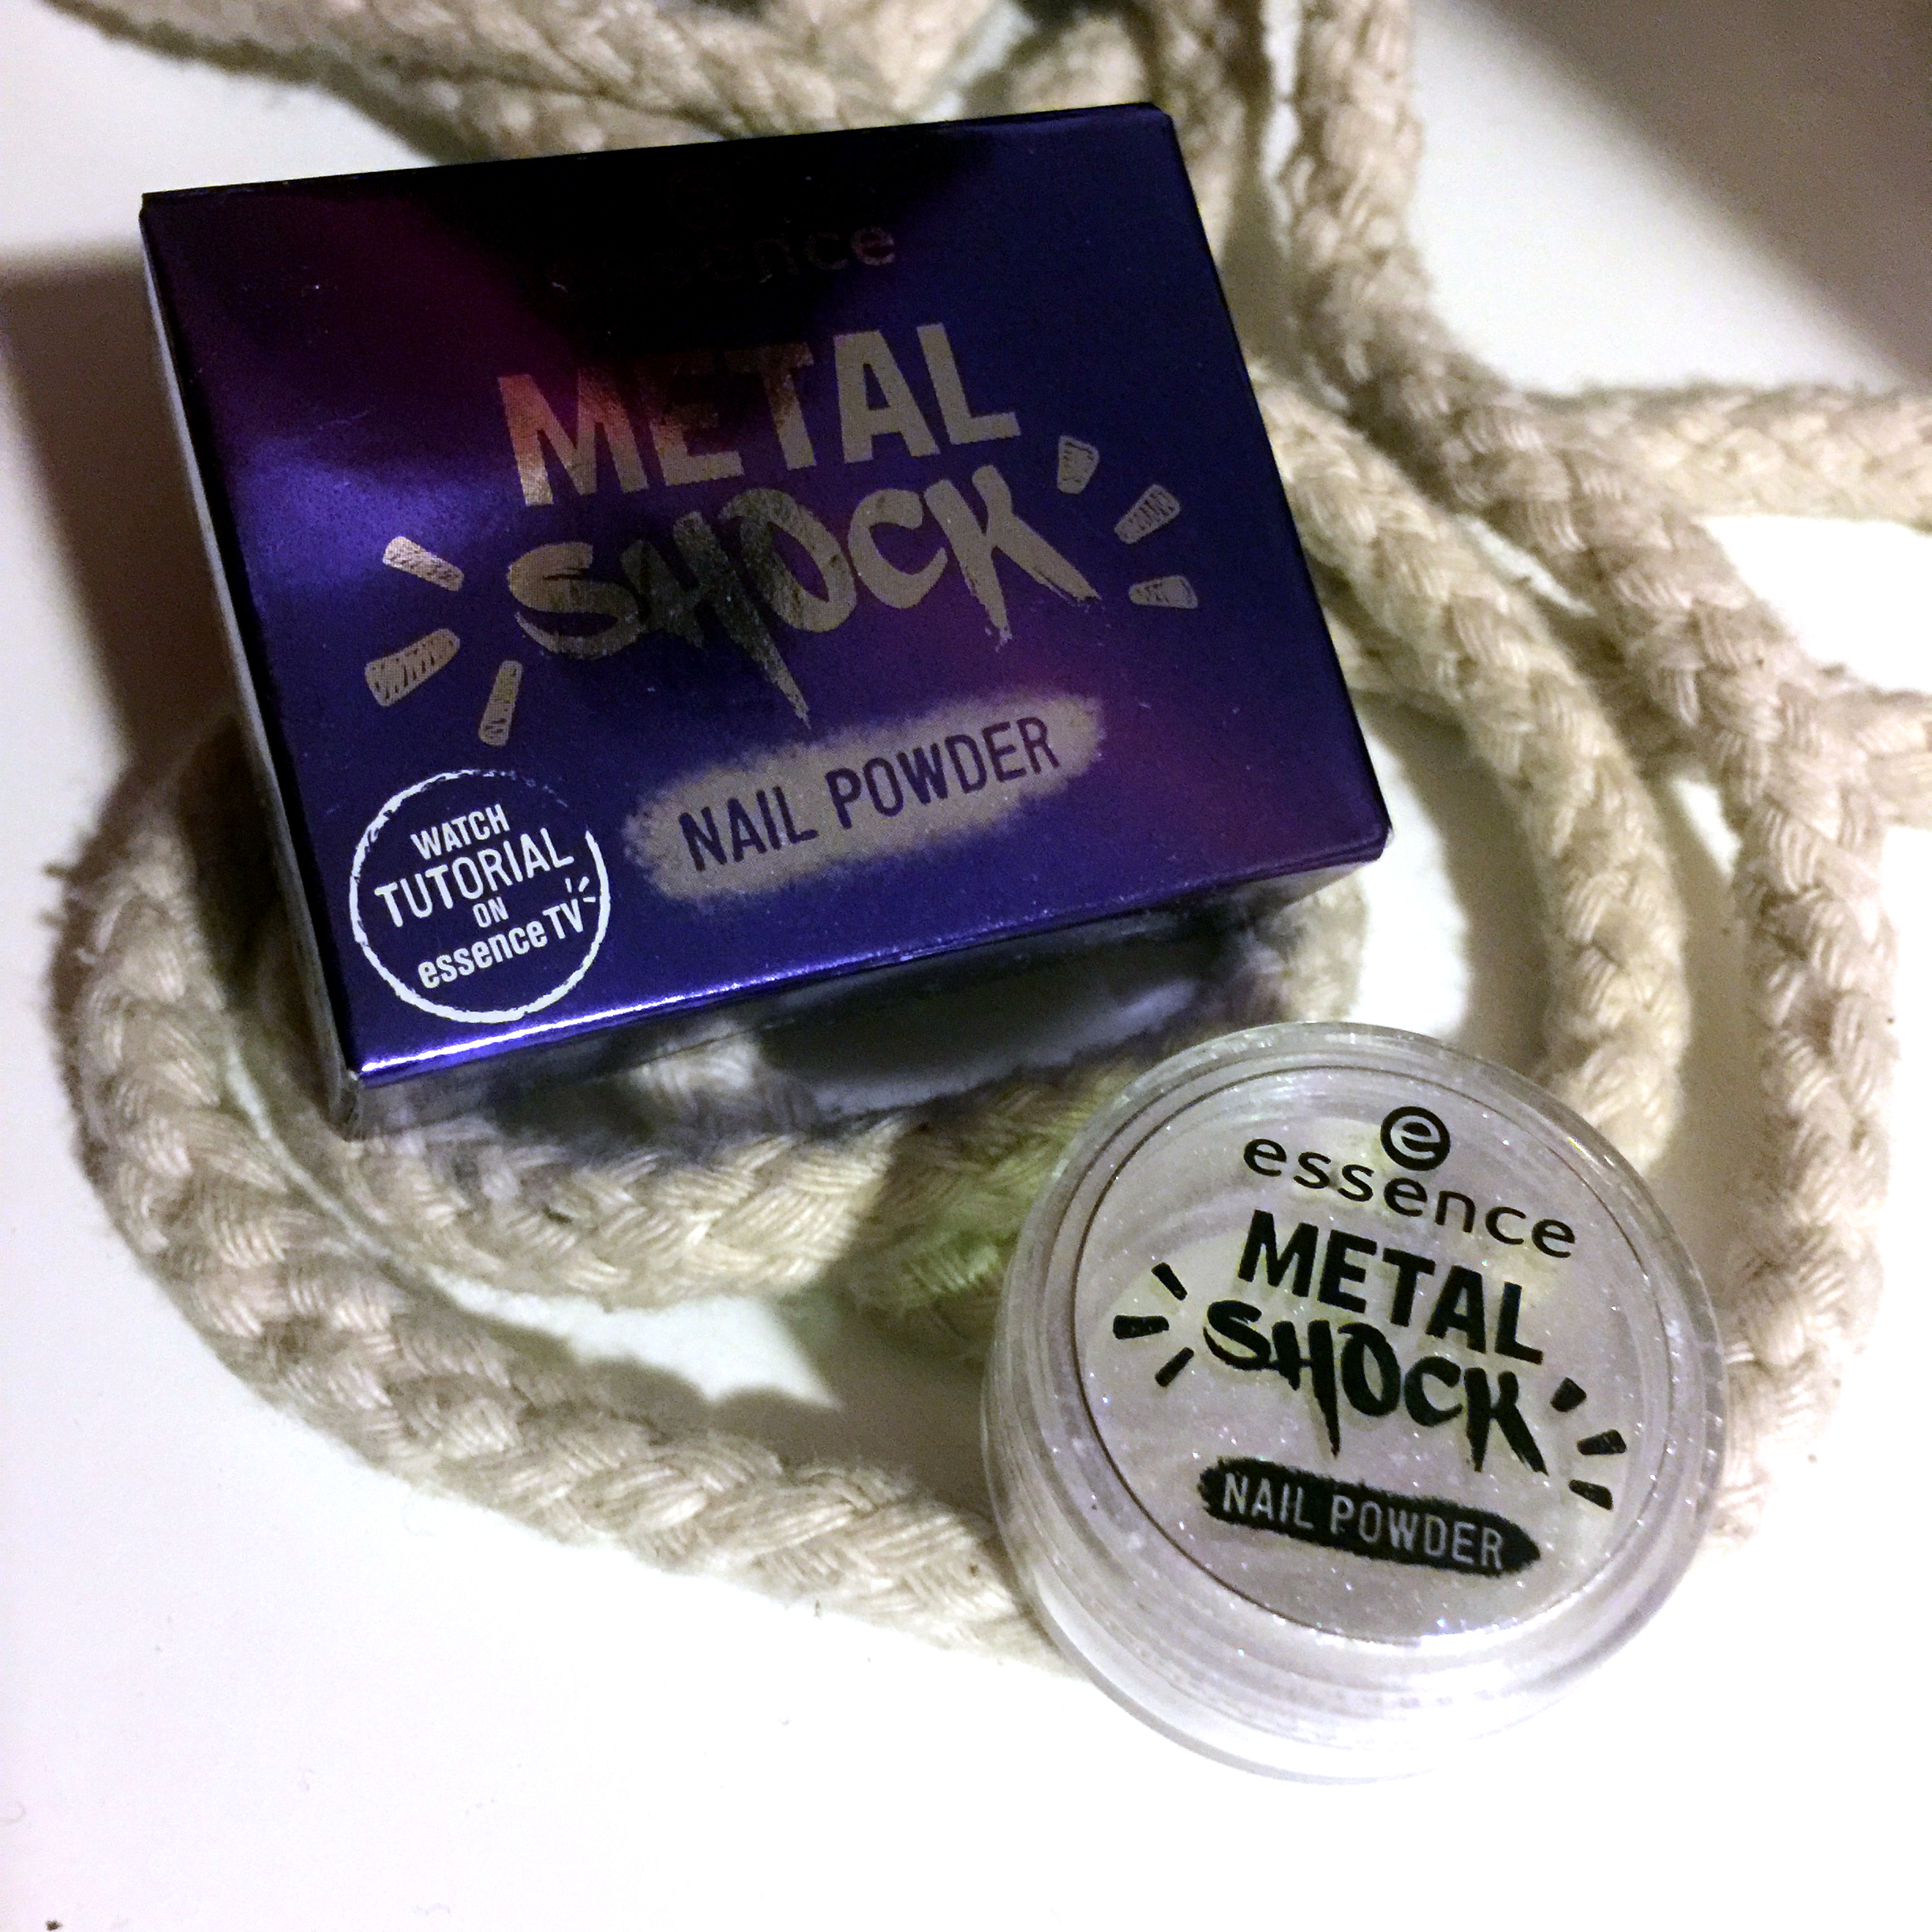 essence
METAL
SHOCK
NAIL POWDER
WATCH
TUTORIAL
ON
essence TV
e
essence
METAL
SHOCK
NAIL POWDER